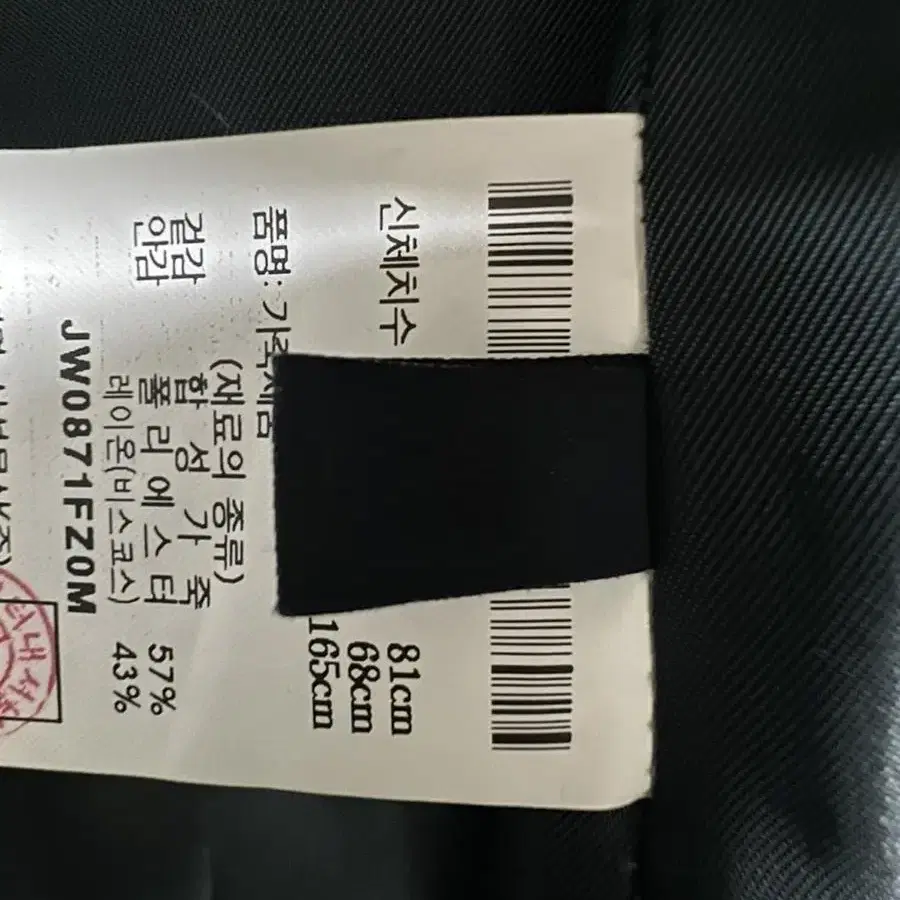 신체치수 81cm
68cm
165cm
품명: 가죽제품
(재료의 종류)
겉감 합 성 가 죽
안감 폴 리 에 스 터 57%
레이온(비스코스) 43%
JW0871FZ0M